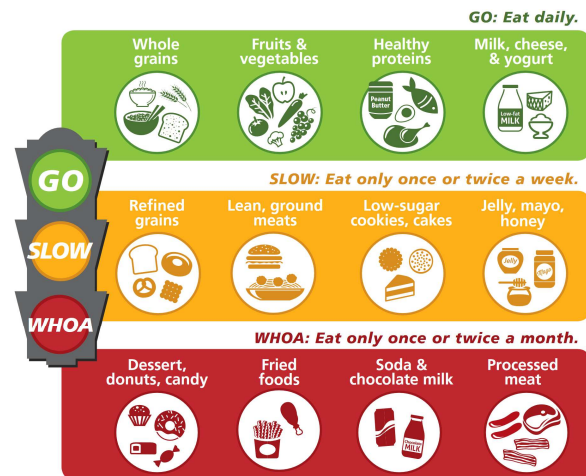 GO: Eat daily.
Whole
grains
Fruits &
vegetables
Healthy
proteins
Milk, cheese,
& yogurt
Peanut
Butter
Low-fat
MILK
GO
SLOW: Eat only once or twice a week.
Refined
grains
Lean, ground
meats
Low-sugar
cookies, cakes
Jelly, mayo,
honey
Jelly
Mayo
SLOW
WHOA
WHOA: Eat only once or twice a month.
Dessert,
donuts, candy
Fried
foods
Soda &
chocolate milk
Processed
meat
Chocolate
MILK